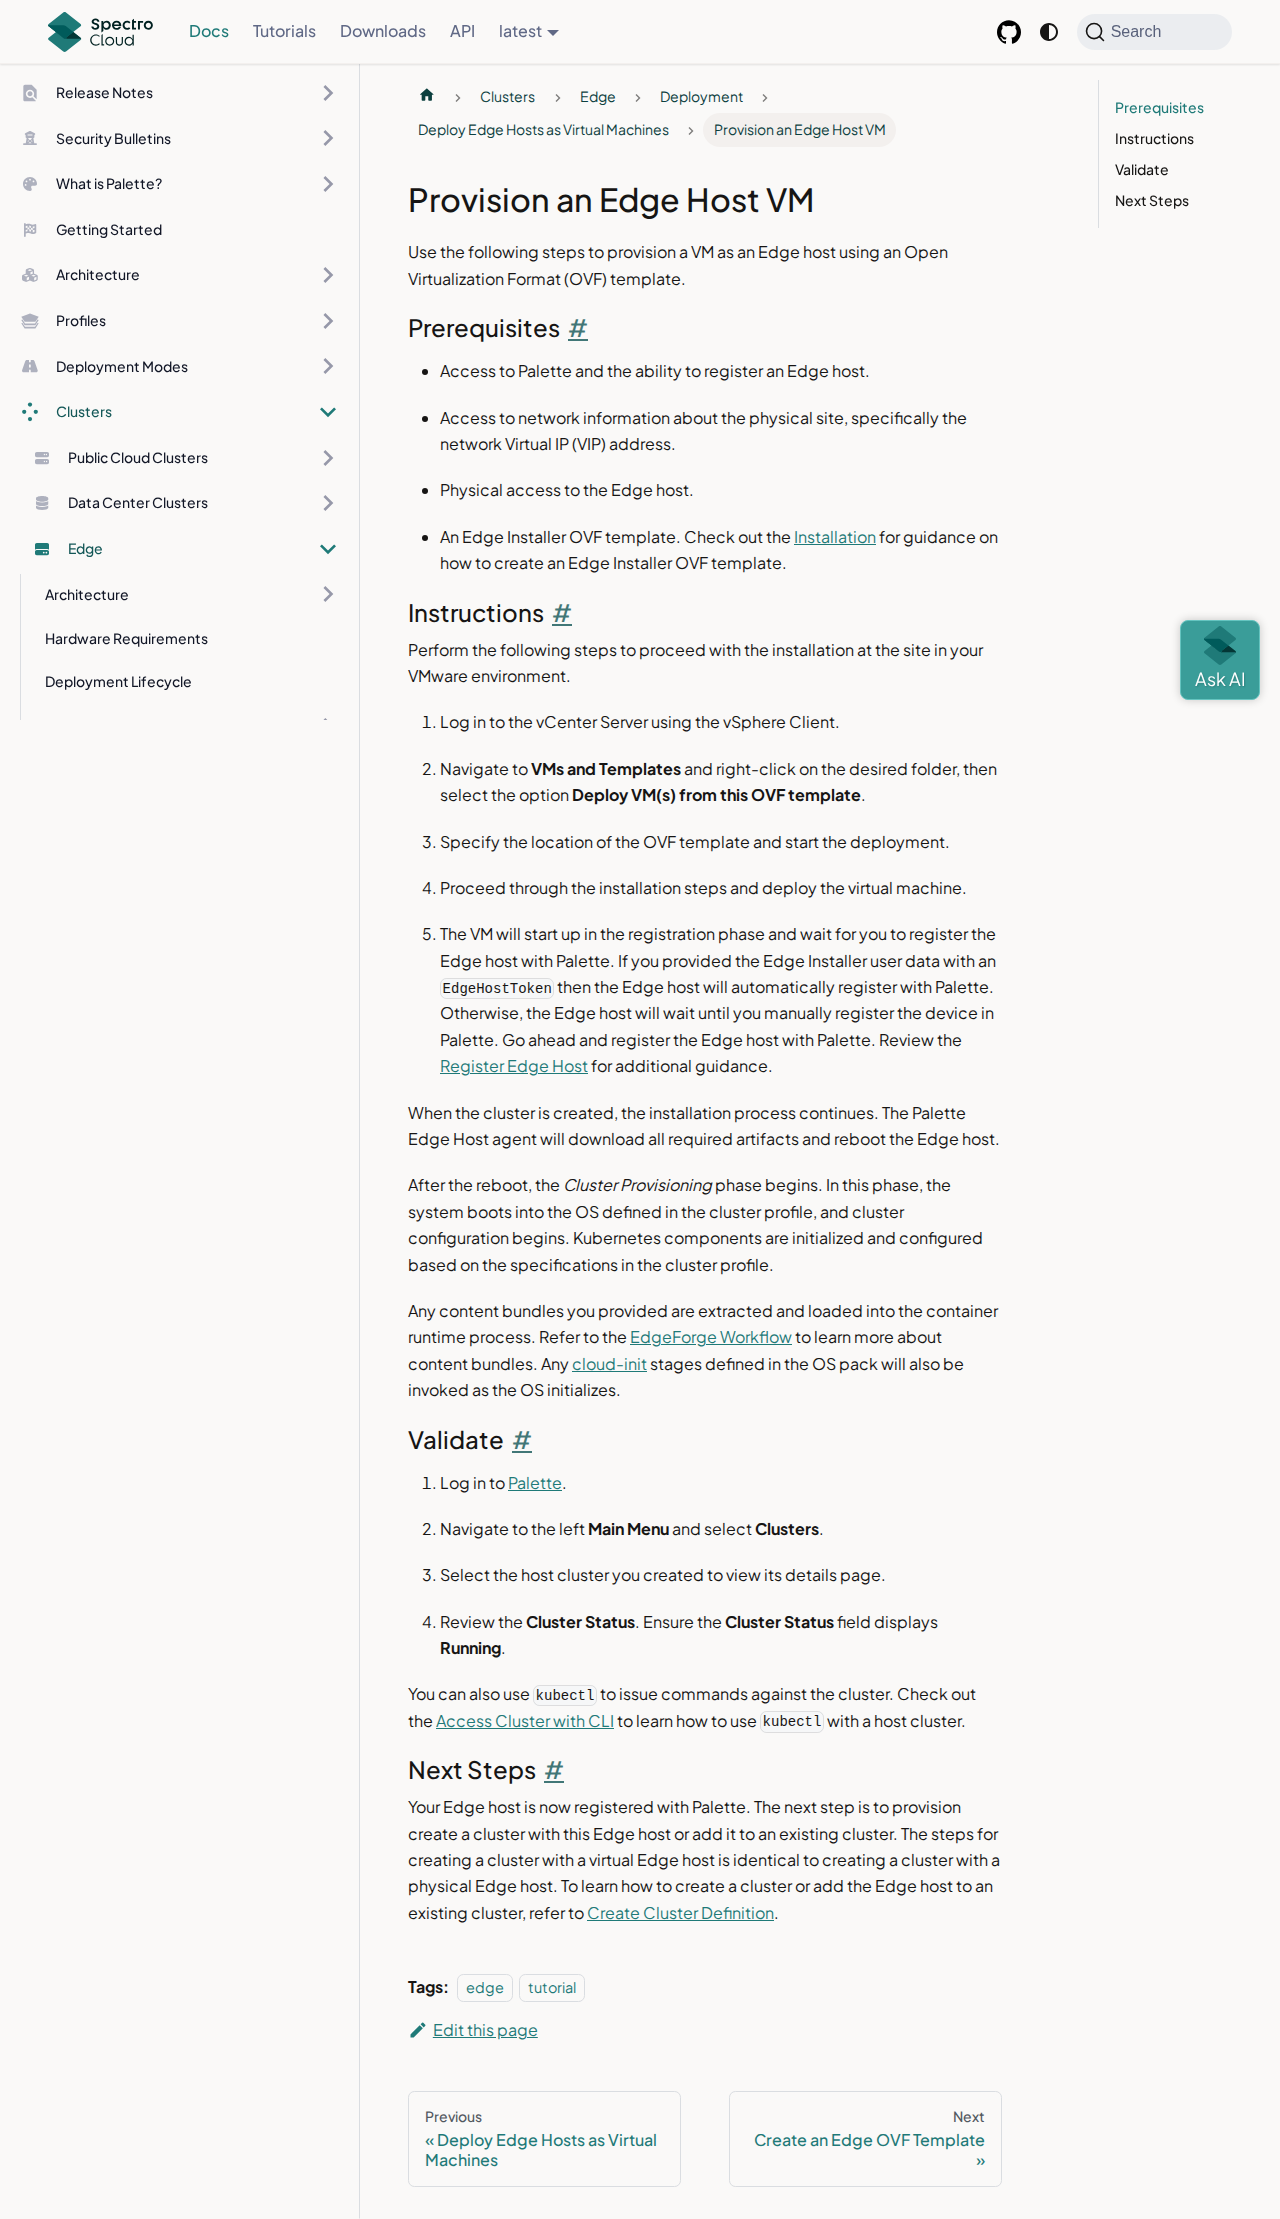 Spectro
Cloud
Docs
Tutorials
Downloads
API
latest
Search
Release Notes
Security Bulletins
What is Palette?
Getting Started
Architecture
Profiles
Deployment Modes
Clusters
Public Cloud Clusters
Data Center Clusters
Edge
Architecture
Hardware Requirements
Deployment Lifecycle
Clusters
Edge
Deployment
Deploy Edge Hosts as Virtual Machines
Provision an Edge Host VM
Provision an Edge Host VM
Use the following steps to provision a VM as an Edge host using an Open
Virtualization Format (OVF) template.
Prerequisites #
• Access to Palette and the ability to register an Edge host.
• Access to network information about the physical site, specifically the
network Virtual IP (VIP) address.
• Physical access to the Edge host.
• An Edge Installer OVF template. Check out the Installation for guidance on
how to create an Edge Installer OVF template.
Instructions #
Perform the following steps to proceed with the installation at the site in your
VMware environment.
1. Log in to the vCenter Server using the vSphere Client.
2. Navigate to VMs and Templates and right-click on the desired folder, then
select the option Deploy VM(s) from this OVF template.
3. Specify the location of the OVF template and start the deployment.
4. Proceed through the installation steps and deploy the virtual machine.
5. The VM will start up in the registration phase and wait for you to register the
Edge host with Palette. If you provided the Edge Installer user data with an
EdgeHostToken then the Edge host will automatically register with Palette.
Otherwise, the Edge host will wait until you manually register the device in
Palette. Go ahead and register the Edge host with Palette. Review the
Register Edge Host for additional guidance.
When the cluster is created, the installation process continues. The Palette
Edge Host agent will download all required artifacts and reboot the Edge host.
After the reboot, the Cluster Provisioning phase begins. In this phase, the
system boots into the OS defined in the cluster profile, and cluster
configuration begins. Kubernetes components are initialized and configured
based on the specifications in the cluster profile.
Any content bundles you provided are extracted and loaded into the container
runtime process. Refer to the EdgeForge Workflow to learn more about
content bundles. Any cloud-init stages defined in the OS pack will also be
invoked as the OS initializes.
Validate #
1. Log in to Palette.
2. Navigate to the left Main Menu and select Clusters.
3. Select the host cluster you created to view its details page.
4. Review the Cluster Status. Ensure the Cluster Status field displays
Running.
You can also use kubectl to issue commands against the cluster. Check out
the Access Cluster with CLI to learn how to use kubectl with a host cluster.
Next Steps #
Your Edge host is now registered with Palette. The next step is to provision
create a cluster with this Edge host or add it to an existing cluster. The steps for
creating a cluster with a virtual Edge host is identical to creating a cluster with a
physical Edge host. To learn how to create a cluster or add the Edge host to an
existing cluster, refer to Create Cluster Definition.
Tags: edge tutorial
Edit this page
Previous
« Deploy Edge Hosts as Virtual
Machines
Next
Create an Edge OVF Template
»
Prerequisites
Instructions
Validate
Next Steps
Ask AI